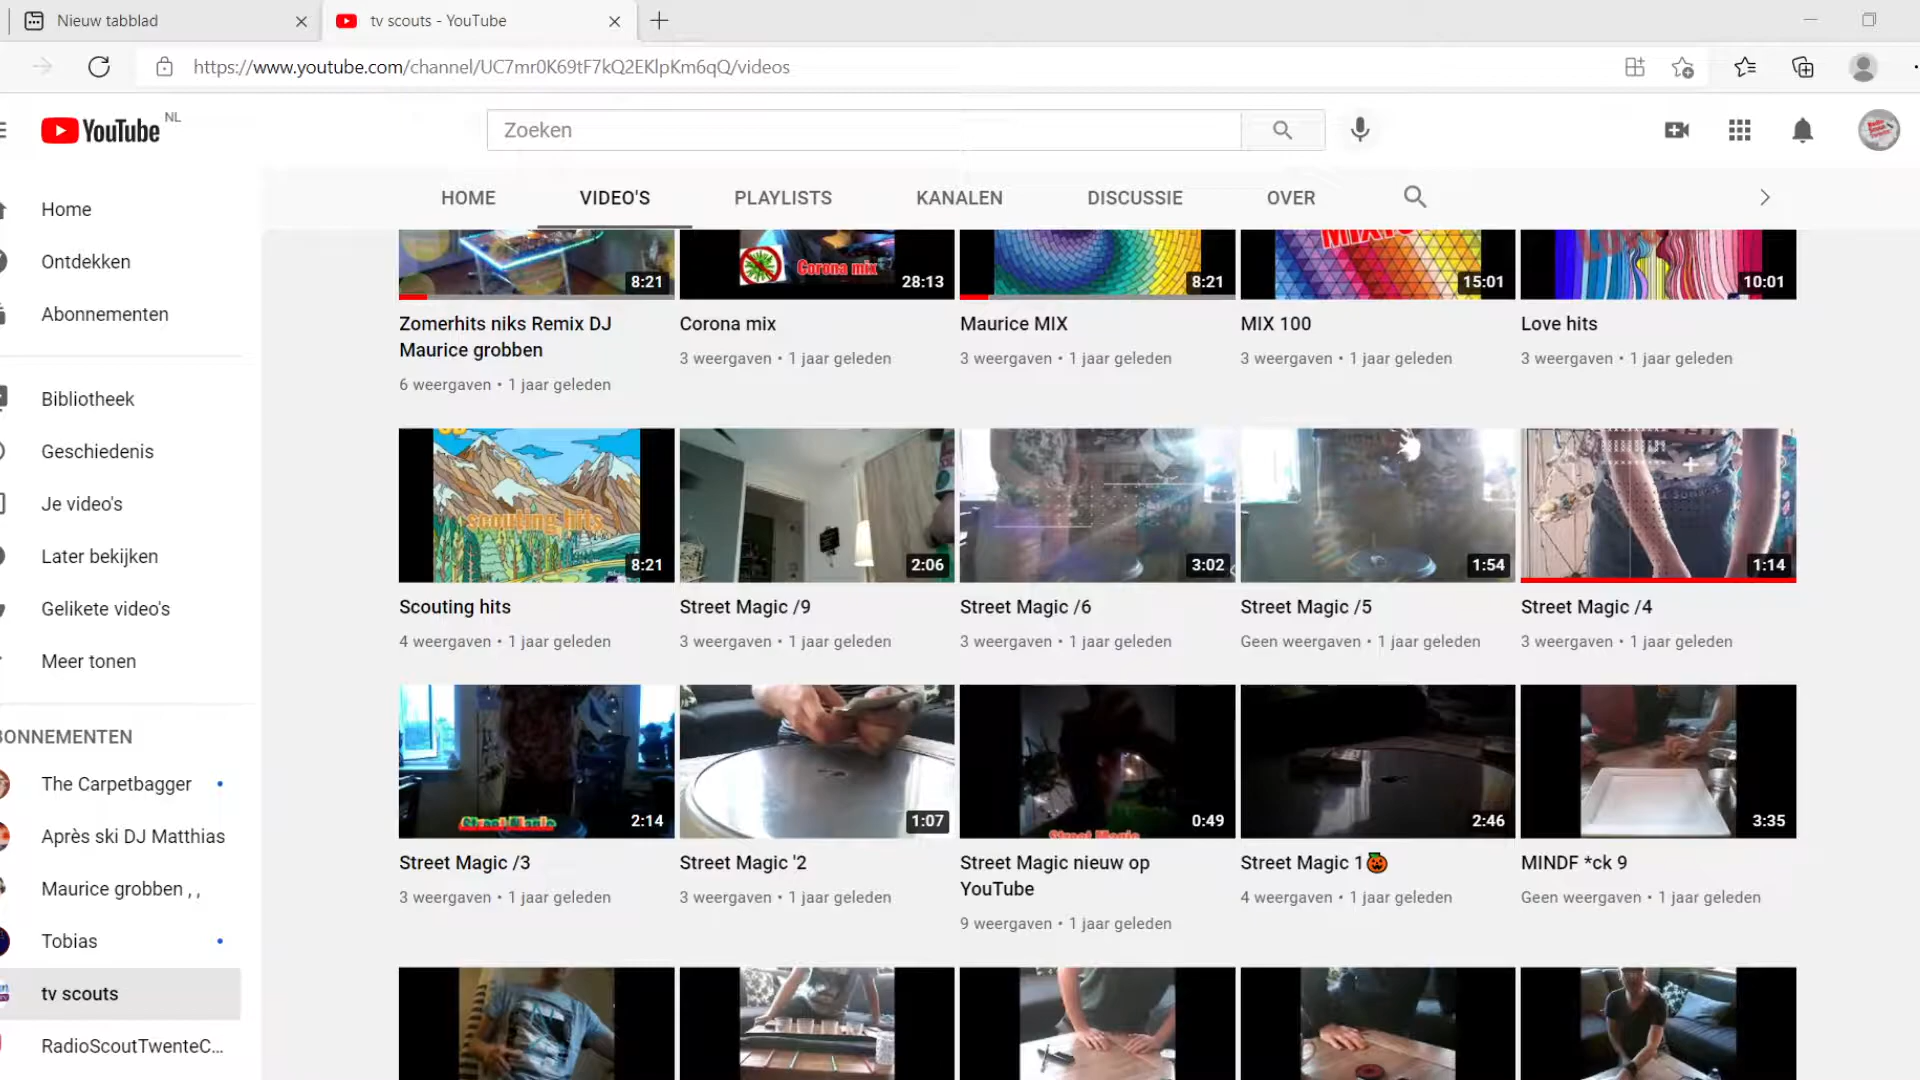 Nieuw tabblad
tv scouts - YouTube
https://www.youtube.com/channel/UC7mr0K69tF7kQ2EKlpKm6qQ/videos
YouTube NL
Zoeken
HOME VIDEO'S PLAYLISTS KANALEN DISCUSSIE OVER
Home
Ontdekken
Abonnementen
Bibliotheek
Geschiedenis
Je video's
Later bekijken
Gelikete video's
Meer tonen
BONNEMENTEN
The Carpetbagger •
Après ski DJ Matthias
Maurice grobben , ,
Tobias •
tv scouts
RadioScoutTwenteC...
8:21
Corona mix
28:13
8:21
15:01
10:01
Zomerhits niks Remix DJ
Maurice grobben
6 weergaven • 1 jaar geleden
Corona mix
3 weergaven • 1 jaar geleden
Maurice MIX
3 weergaven • 1 jaar geleden
MIX 100
3 weergaven • 1 jaar geleden
Love hits
3 weergaven • 1 jaar geleden
scouting hits
8:21
2:06
3:02
1:54
1:14
Scouting hits
4 weergaven • 1 jaar geleden
Street Magic /9
3 weergaven • 1 jaar geleden
Street Magic /6
3 weergaven • 1 jaar geleden
Street Magic /5
Geen weergaven • 1 jaar geleden
Street Magic /4
3 weergaven • 1 jaar geleden
Street Magic
2:14
1:07
Street Magic
0:49
2:46
3:35
Street Magic /3
3 weergaven • 1 jaar geleden
Street Magic '2
3 weergaven • 1 jaar geleden
Street Magic nieuw op
YouTube
9 weergaven • 1 jaar geleden
Street Magic 1🎃
4 weergaven • 1 jaar geleden
MINDF *ck 9
Geen weergaven • 1 jaar geleden